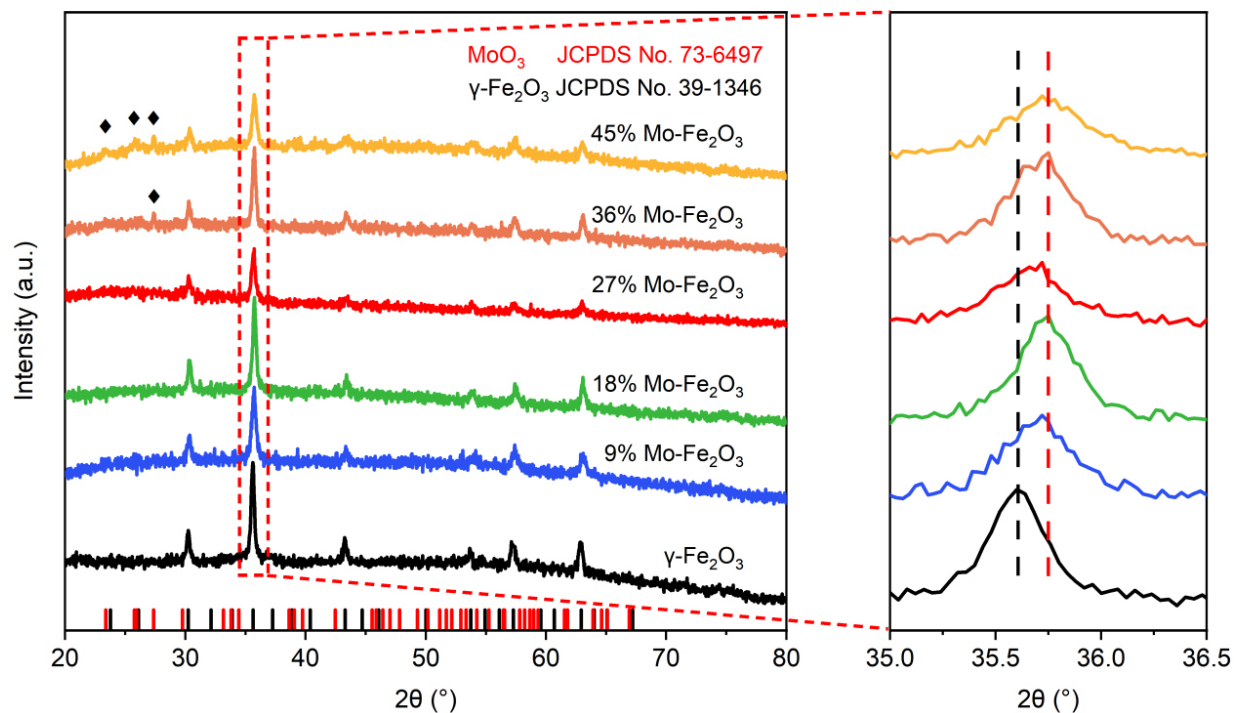 MoO₃ JCPDS No. 73-6497
γ-Fe₂O₃ JCPDS No. 39-1346
45% Mo-Fe₂O₃
36% Mo-Fe₂O₃
27% Mo-Fe₂O₃
18% Mo-Fe₂O₃
9% Mo-Fe₂O₃
γ-Fe₂O₃
Intensity (a.u.)
20 30 40 50 60 70 80
2θ (°)
35.0 35.5 36.0 36.5
2θ (°)